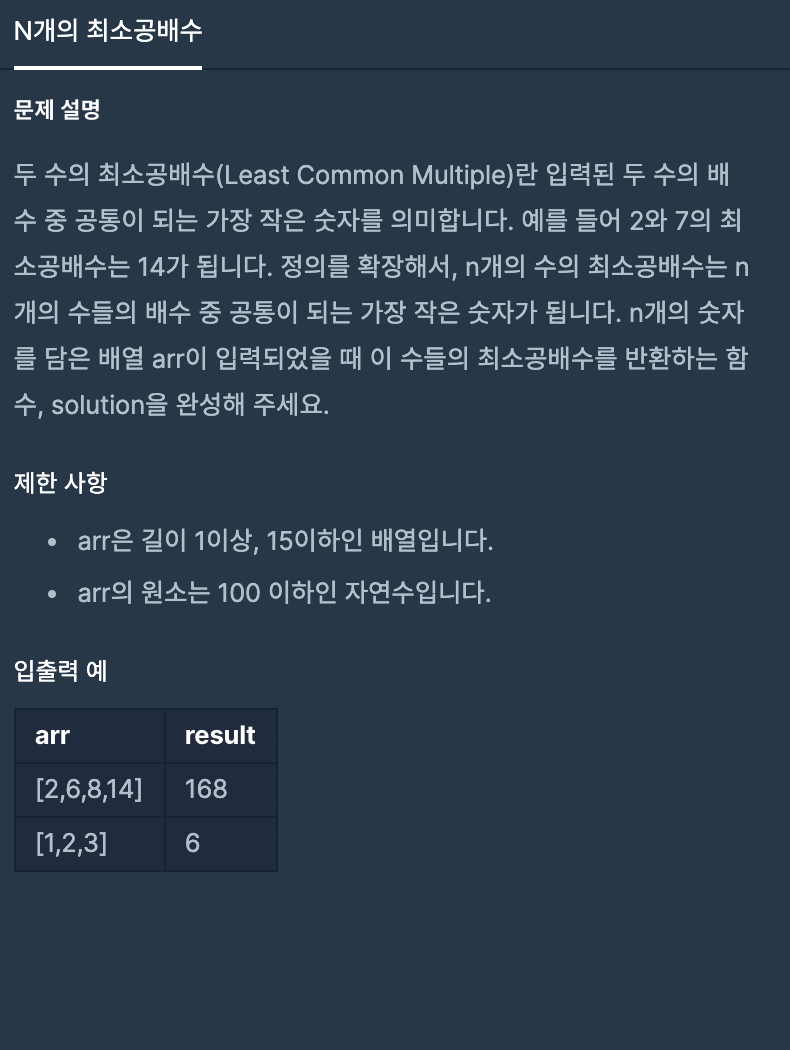 N개의 최소공배수
문제 설명
두 수의 최소공배수(Least Common Multiple)란 입력된 두 수의 배
수 중 공통이 되는 가장 작은 숫자를 의미합니다. 예를 들어 2와 7의 최
소공배수는 14가 됩니다. 정의를 확장해서, n개의 수의 최소공배수는 n
개의 수들의 배수 중 공통이 되는 가장 작은 숫자가 됩니다. n개의 숫자
를 담은 배열 arr이 입력되었을 때 이 수들의 최소공배수를 반환하는 함
수, solution을 완성해 주세요.
제한 사항
• arr은 길이 1이상, 15이하인 배열입니다.
• arr의 원소는 100 이하인 자연수입니다.
입출력 예
arr result
[2,6,8,14] 168
[1,2,3] 6